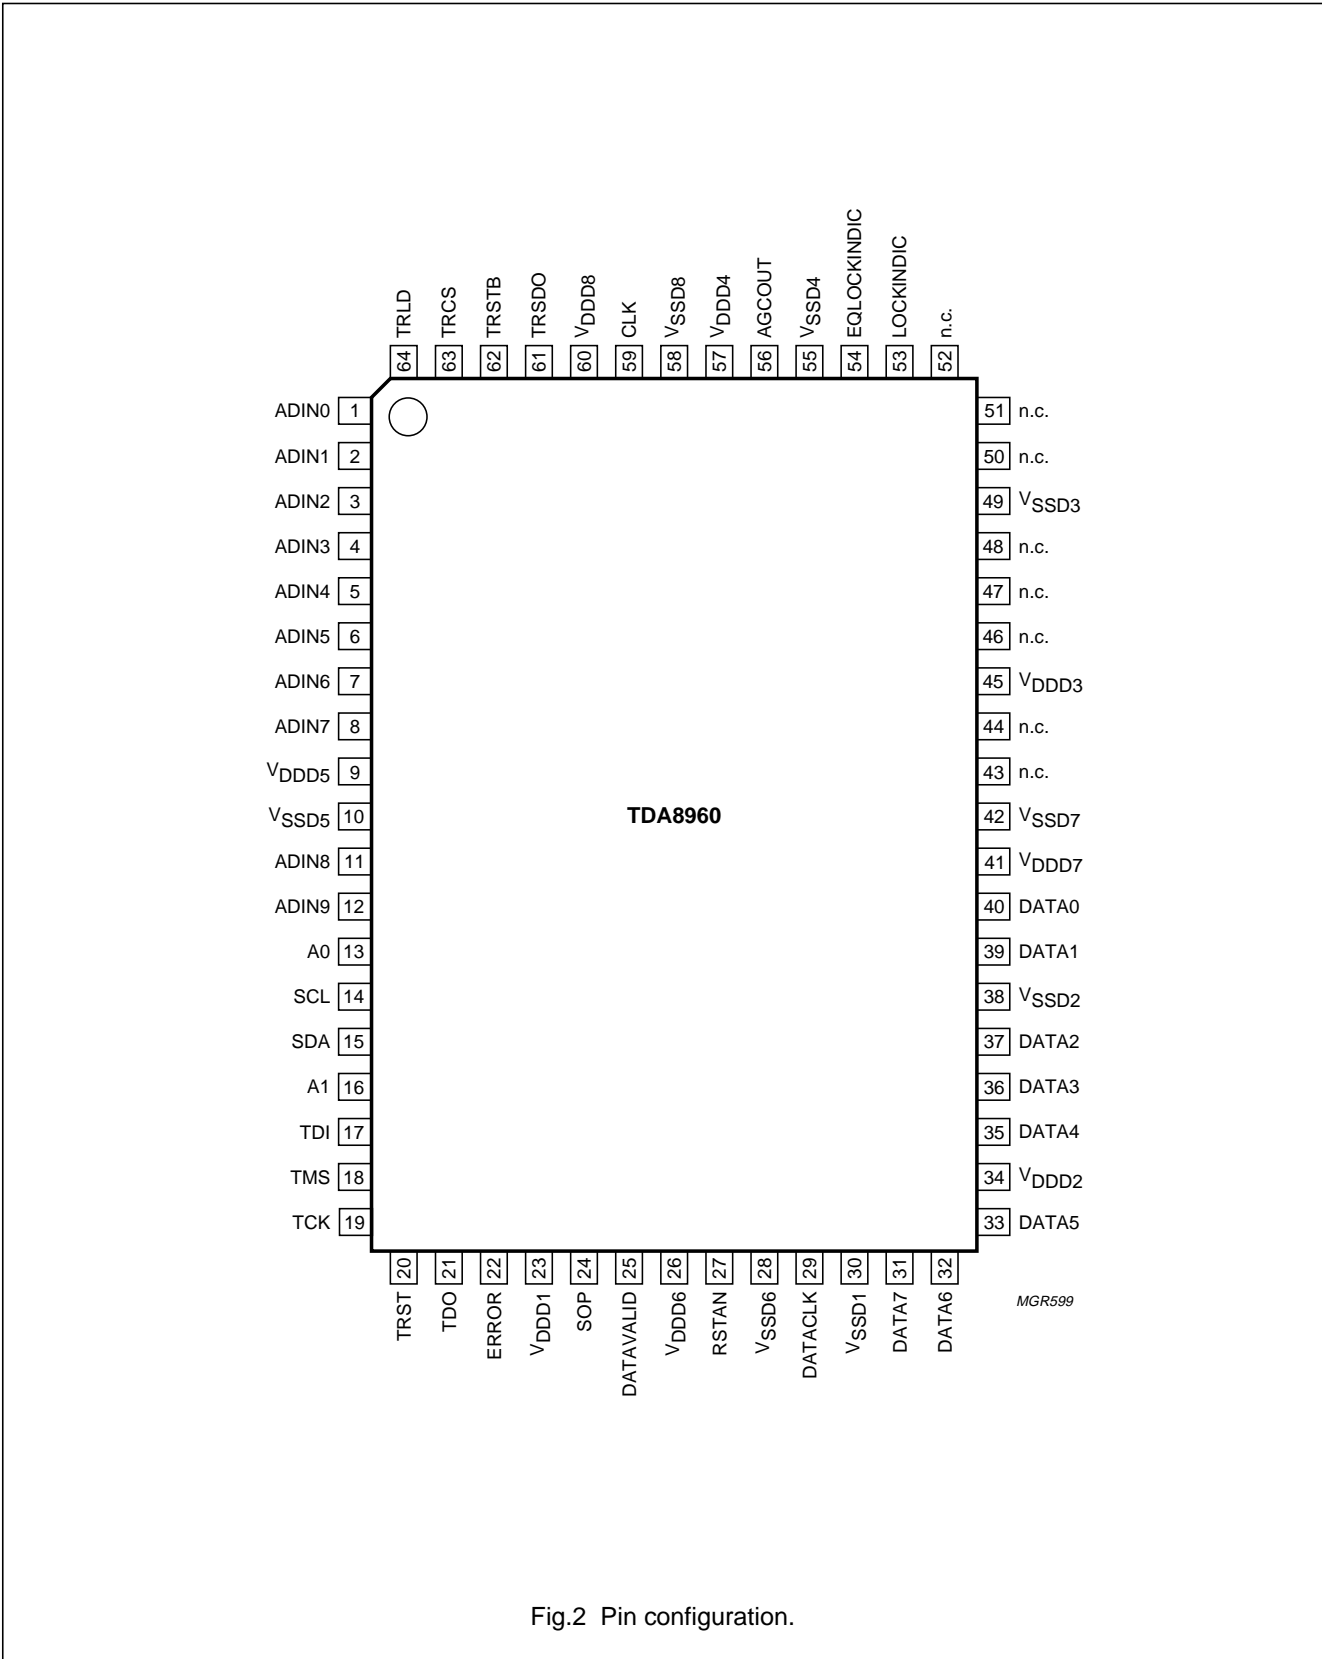 TRLD
TRCS
TRSTB
TRSDO
VDDD8
CLK
VSSD8
VDDD4
AGCOUT
VSSD4
EQLOCKINDIC
LOCKINDIC
n.c.
64 63 62 61 60 59 58 57 56 55 54 53 52
ADIN0 1
ADIN1 2
ADIN2 3
ADIN3 4
ADIN4 5
ADIN5 6
ADIN6 7
ADIN7 8
VDDD5 9
VSSD5 10
ADIN8 11
ADIN9 12
A0 13
SCL 14
SDA 15
A1 16
TDI 17
TMS 18
TCK 19
TDA8960
51 n.c.
50 n.c.
49 VSSD3
48 n.c.
47 n.c.
46 n.c.
45 VDDD3
44 n.c.
43 n.c.
42 VSSD7
41 VDDD7
40 DATA0
39 DATA1
38 VSSD2
37 DATA2
36 DATA3
35 DATA4
34 VDDD2
33 DATA5
20 21 22 23 24 25 26 27 28 29 30 31 32
TRST
TDO
ERROR
VDDD1
SOP
DATAVALID
VDDD6
RSTAN
VSSD6
DATACLK
VSSD1
DATA7
DATA6
MGR599
Fig.2 Pin configuration.